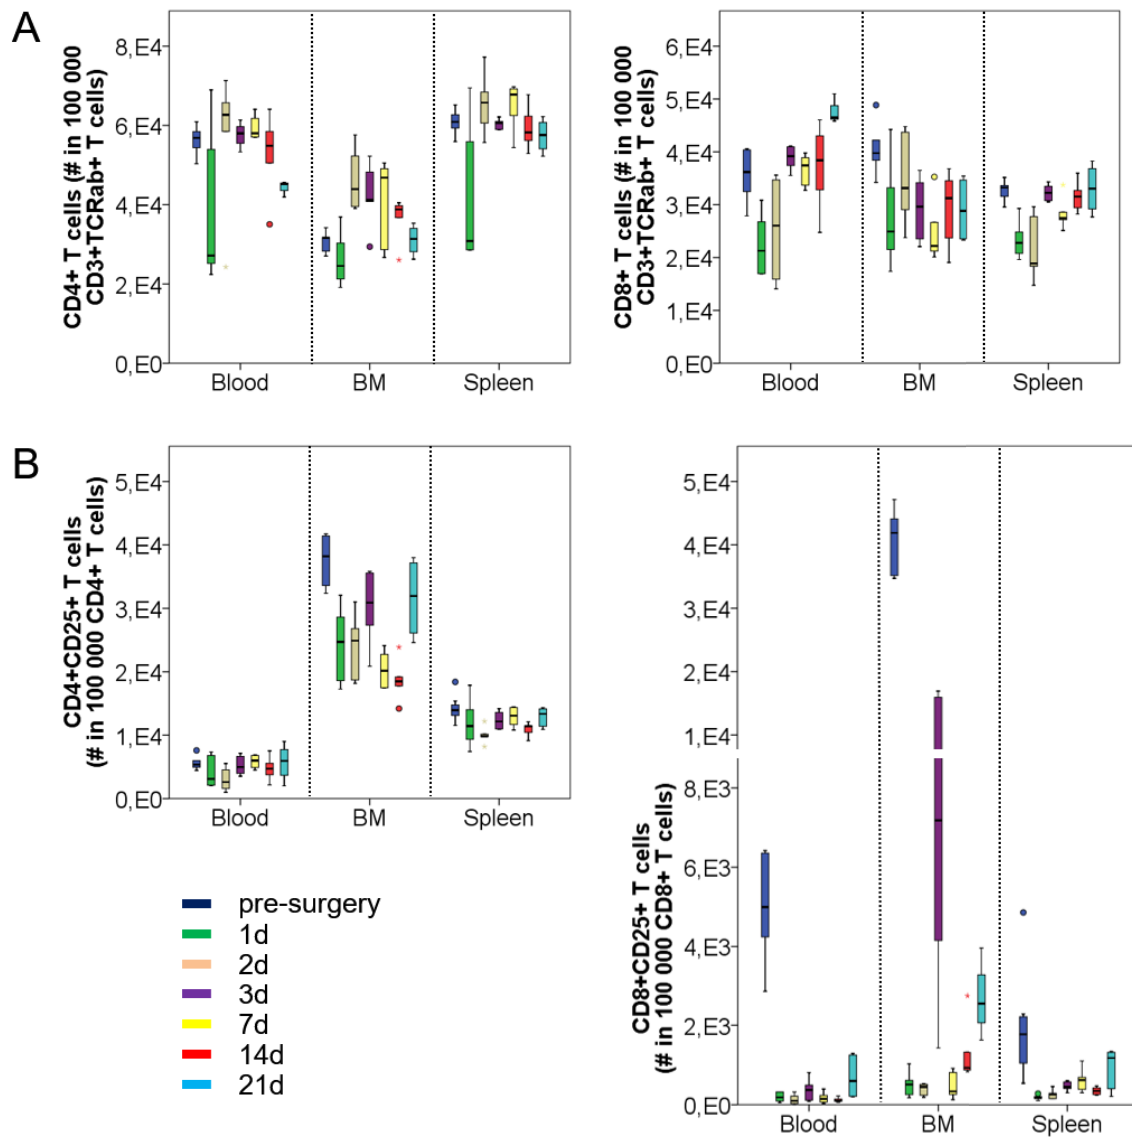 A
CD4+ T cells (# in 100 000
CD3+TCRab+ T cells)
8,E4
6,E4
4,E4
2,E4
0,E0
Blood BM Spleen
CD8+ T cells (# in 100 000
CD3+TCRab+ T cells)
6,E4
5,E4
4,E4
3,E4
2,E4
1,E4
0,E0
Blood BM Spleen
B
CD4+CD25+ T cells
(# in 100 000 CD4+ T cells)
5,E4
4,E4
3,E4
2,E4
1,E4
0,E0
Blood BM Spleen
CD8+CD25+ T cells
(# in 100 000 CD8+ T cells)
5,E4
4,E4
3,E4
2,E4
1,E4
8,E3
6,E3
4,E3
2,E3
0,E0
Blood BM Spleen
pre-surgery
1d
2d
3d
7d
14d
21d